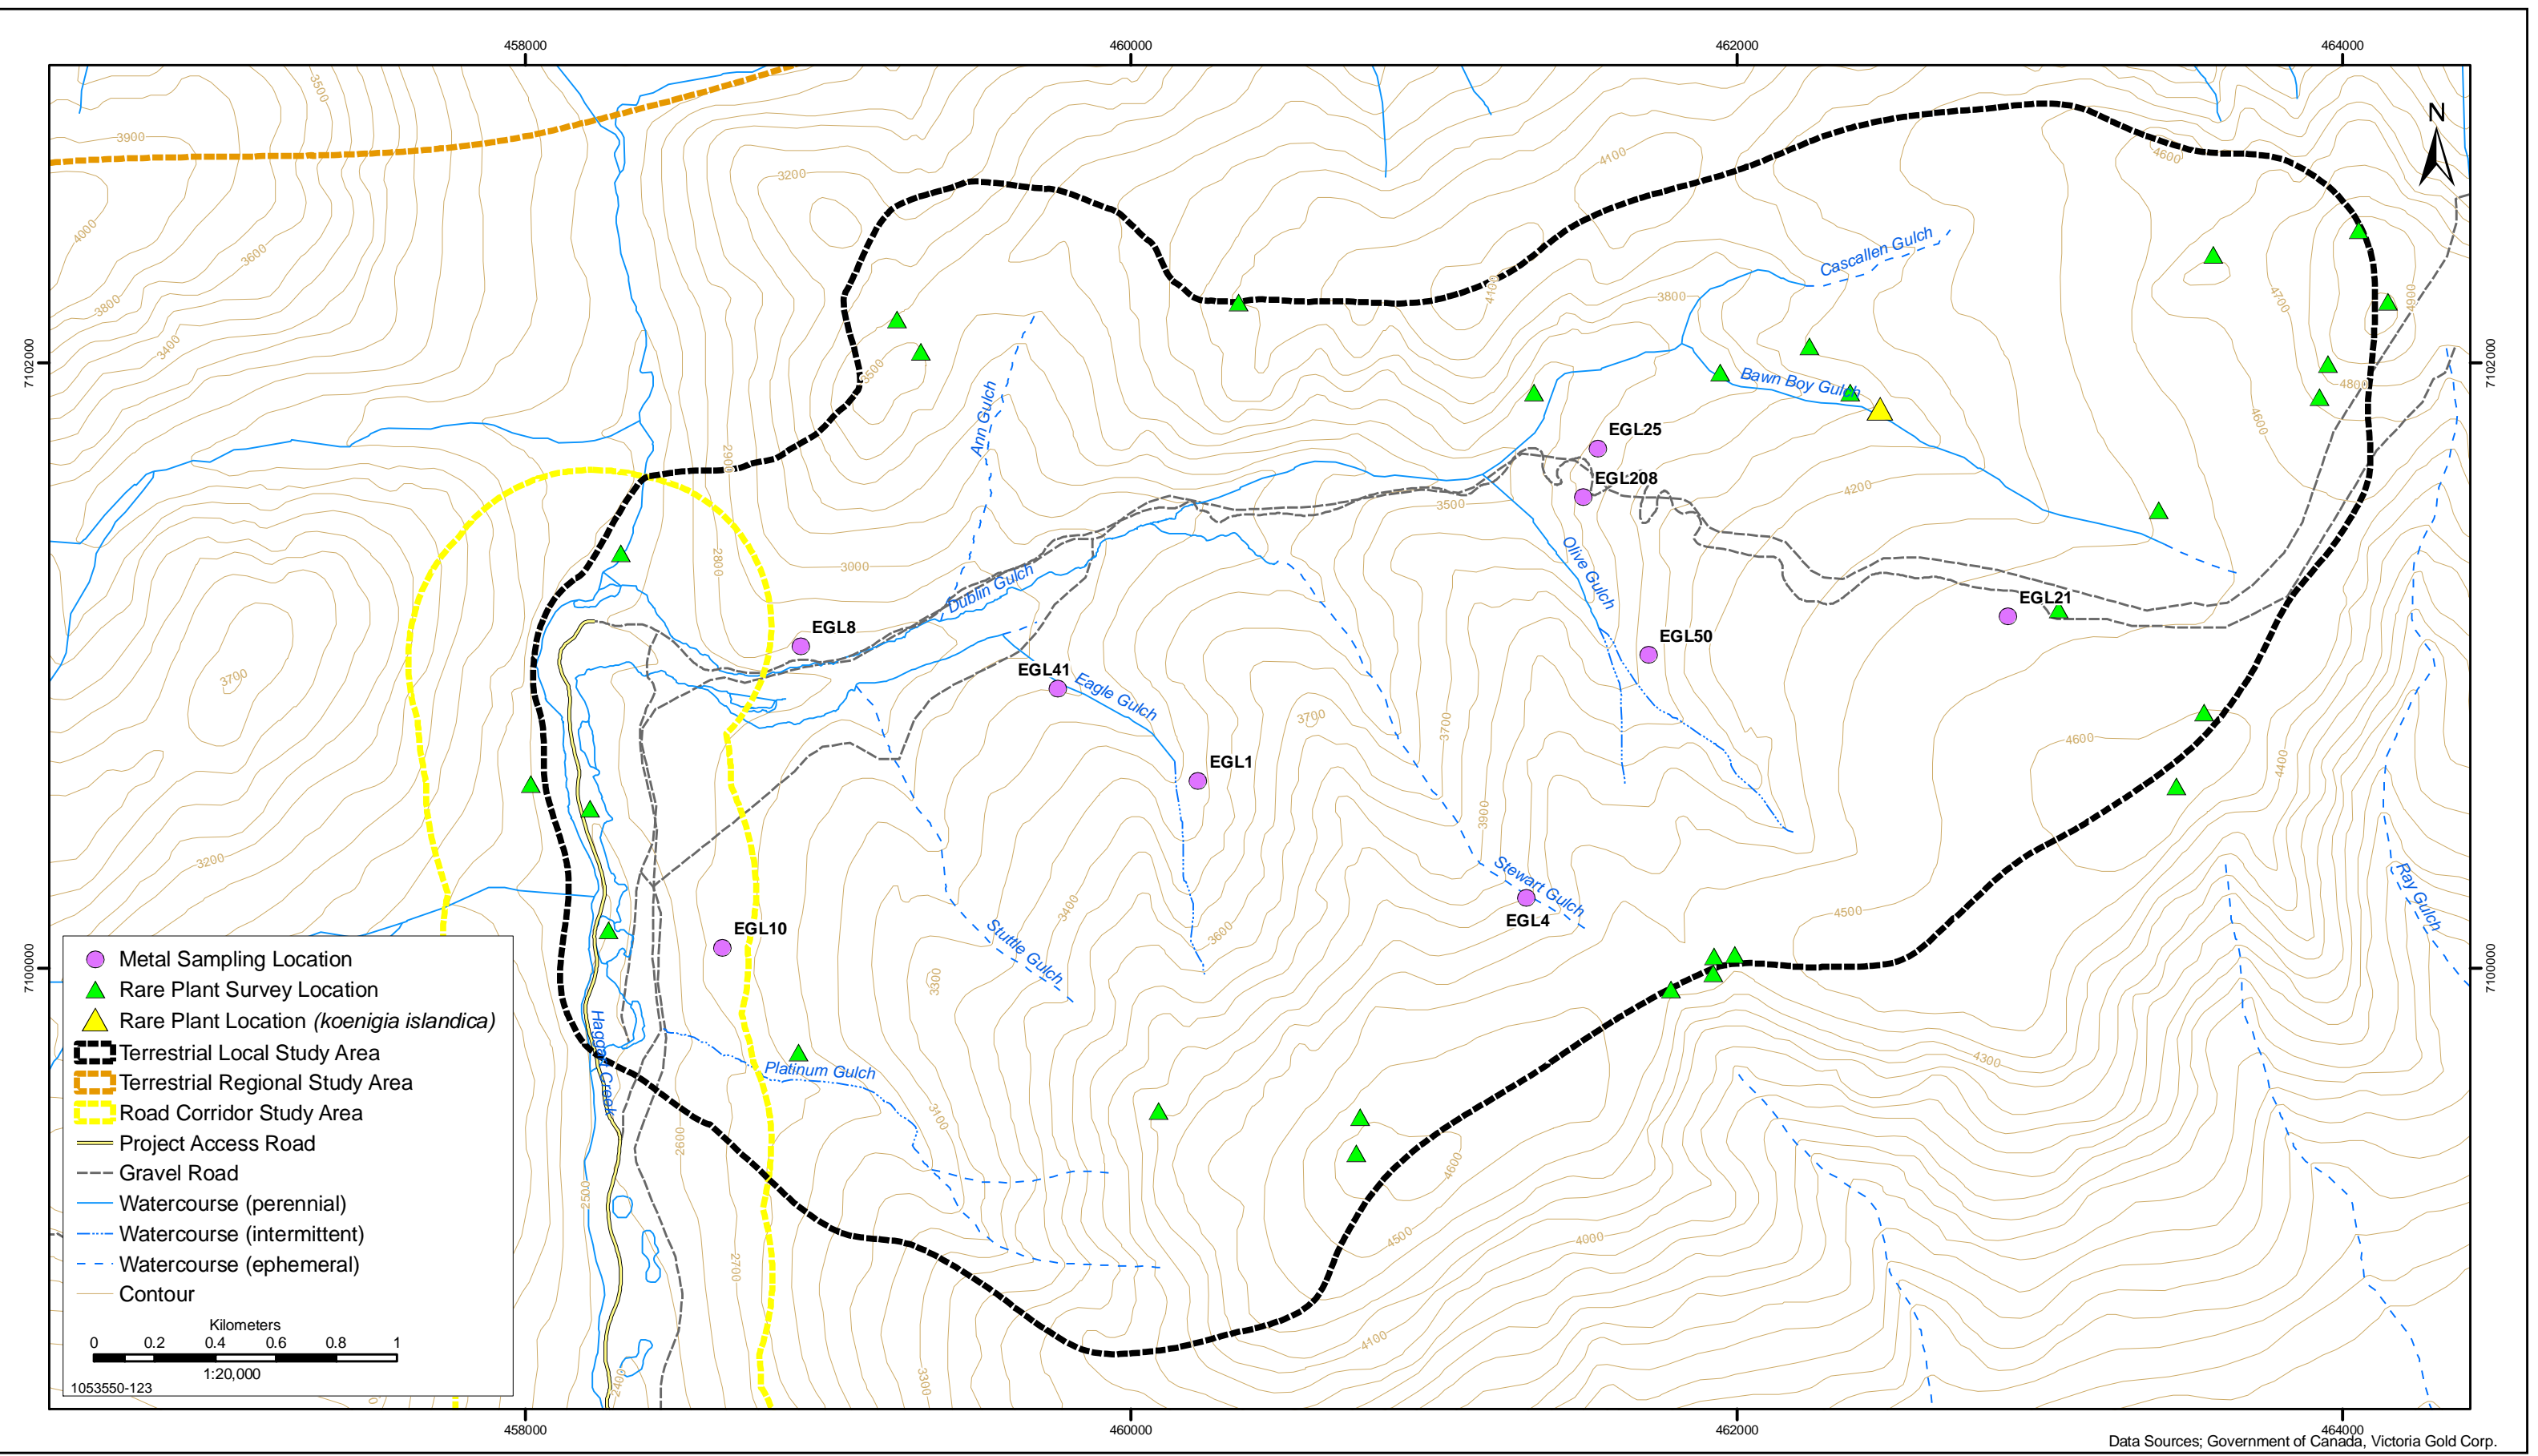 458000
460000
462000
464000
N
3500
3900
4000
3600
3800
3400
3200
4100
4600
Cascallen Gulch
4100
3800
4700
4900
7102000
7102000
3500
Ann Gulch
Bawn Boy Gulch
4800
4600
2900
EGL25
EGL208
4200
3500
2800
3000
Dublin Gulch
Olive Gulch
EGL8
EGL21
EGL50
EGL41
Eagle Gulch
3700
3700
3700
4600
4400
EGL1
3900
3200
Stewart Gulch
Ray Gulch
3400
4500
EGL4
EGL10
3600
Stuttle Gulch
3300
7100000
7100000
Metal Sampling Location
Rare Plant Survey Location
Rare Plant Location (koenigia islandica)
Terrestrial Local Study Area
Terrestrial Regional Study Area
Road Corridor Study Area
Project Access Road
Gravel Road
Watercourse (perennial)
Watercourse (intermittent)
Watercourse (ephemeral)
Contour
Kilometers
0 0.2 0.4 0.6 0.8 1
1:20,000
1053550-123
Haggart Creek
Platinum Gulch
4300
3100
2600
4600
2500
4500
4000
2700
4100
3300
2400
458000
460000
462000
464000
Data Sources; Government of Canada, Victoria Gold Corp.